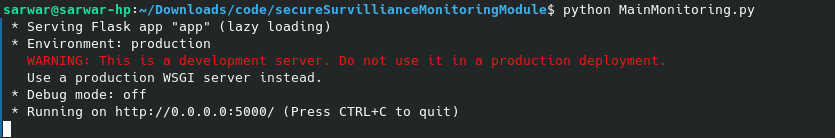 sarwar@sarwar-hp:~/Downloads/code/secureSurvillianceMonitoringModule$ python MainMonitoring.py
* Serving Flask app "app" (lazy loading)
* Environment: production
WARNING: This is a development server. Do not use it in a production deployment.
Use a production WSGI server instead.
* Debug mode: off
* Running on http://0.0.0.0:5000/ (Press CTRL+C to quit)